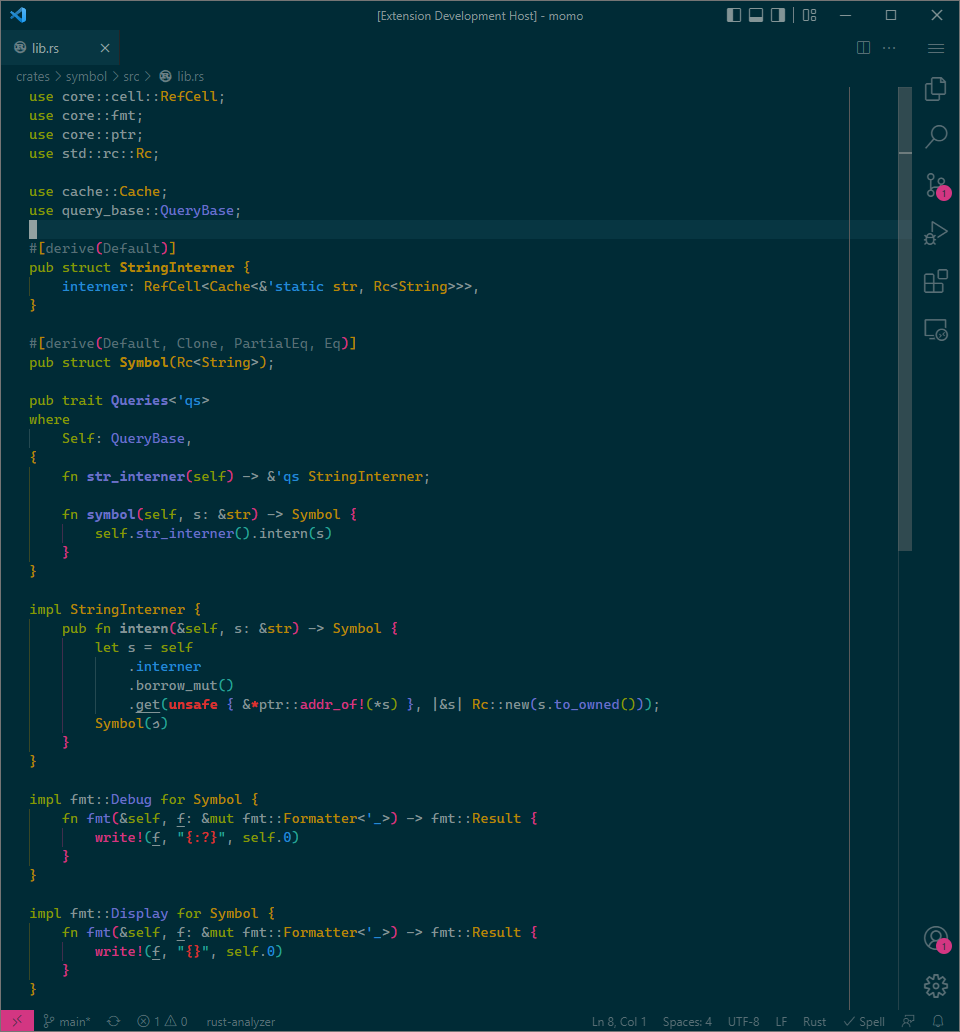 [Extension Development Host] - momo
lib.rs
crates > symbol > src > lib.rs
use core::cell::RefCell;
use core::fmt;
use core::ptr;
use std::rc::Rc;

use cache::Cache;
use query_base::QueryBase;

#[derive(Default)]
pub struct StringInterner {
    interner: RefCell<Cache<&'static str, Rc<String>>>,
}

#[derive(Default, Clone, PartialEq, Eq)]
pub struct Symbol(Rc<String>);

pub trait Queries<'qs>
where
    Self: QueryBase,
{
    fn str_interner(self) -> &'qs StringInterner;

    fn symbol(self, s: &str) -> Symbol {
        self.str_interner().intern(s)
    }
}

impl StringInterner {
    pub fn intern(&self, s: &str) -> Symbol {
        let s = self
            .interner
            .borrow_mut()
            .get(unsafe { &*ptr::addr_of!(*s) }, |&s| Rc::new(s.to_owned()));
        Symbol(s)
    }
}

impl fmt::Debug for Symbol {
    fn fmt(&self, f: &mut fmt::Formatter<'_>) -> fmt::Result {
        write!(f, "{:?}", self.0)
    }
}

impl fmt::Display for Symbol {
    fn fmt(&self, f: &mut fmt::Formatter<'_>) -> fmt::Result {
        write!(f, "{}", self.0)
    }
}
1
1
main* 1 0 rust-analyzer Ln 8, Col 1 Spaces: 4 UTF-8 LF Rust Spell